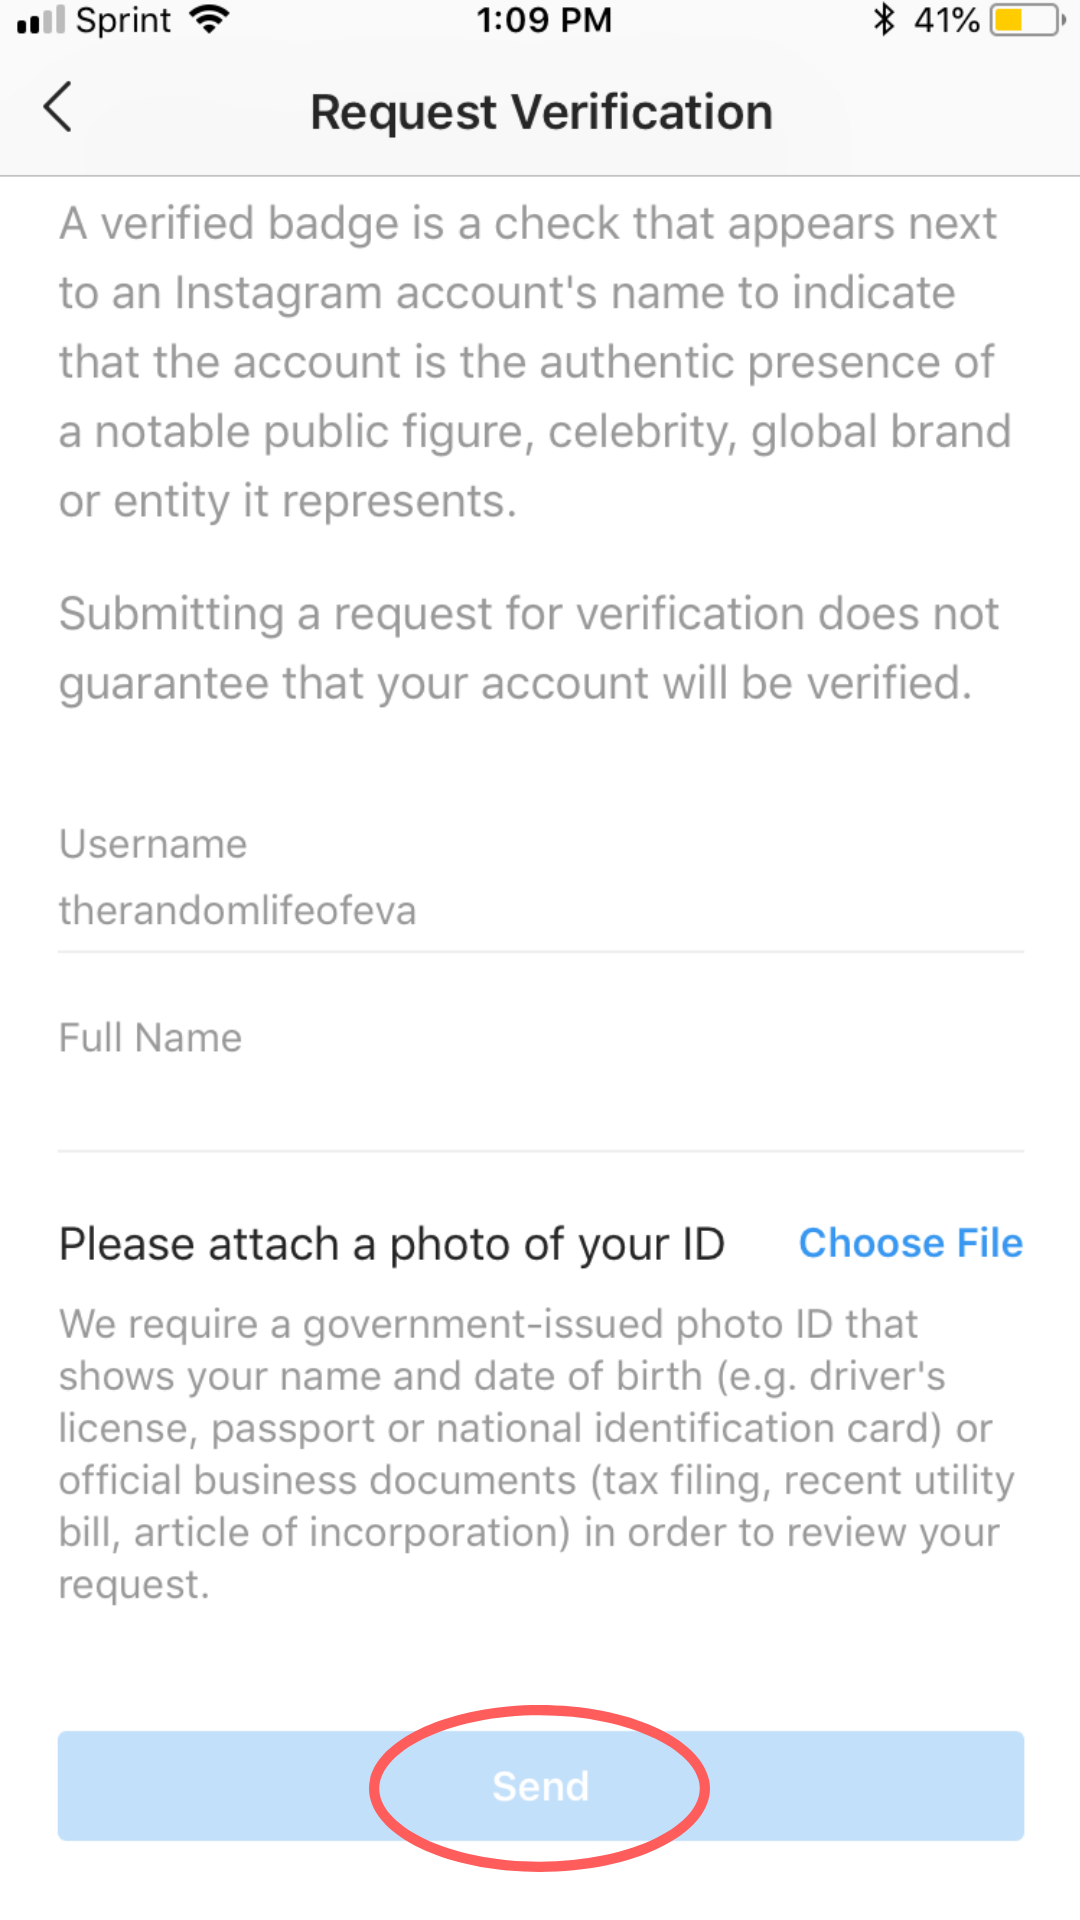 Sprint 1:09 PM 41%
Request Verification
A verified badge is a check that appears next
to an Instagram account's name to indicate
that the account is the authentic presence of
a notable public figure, celebrity, global brand
or entity it represents.
Submitting a request for verification does not
guarantee that your account will be verified.
Username
therandomlifeofeva
Full Name
Please attach a photo of your ID Choose File
We require a government-issued photo ID that
shows your name and date of birth (e.g. driver's
license, passport or national identification card) or
official business documents (tax filing, recent utility
bill, article of incorporation) in order to review your
request.
Send